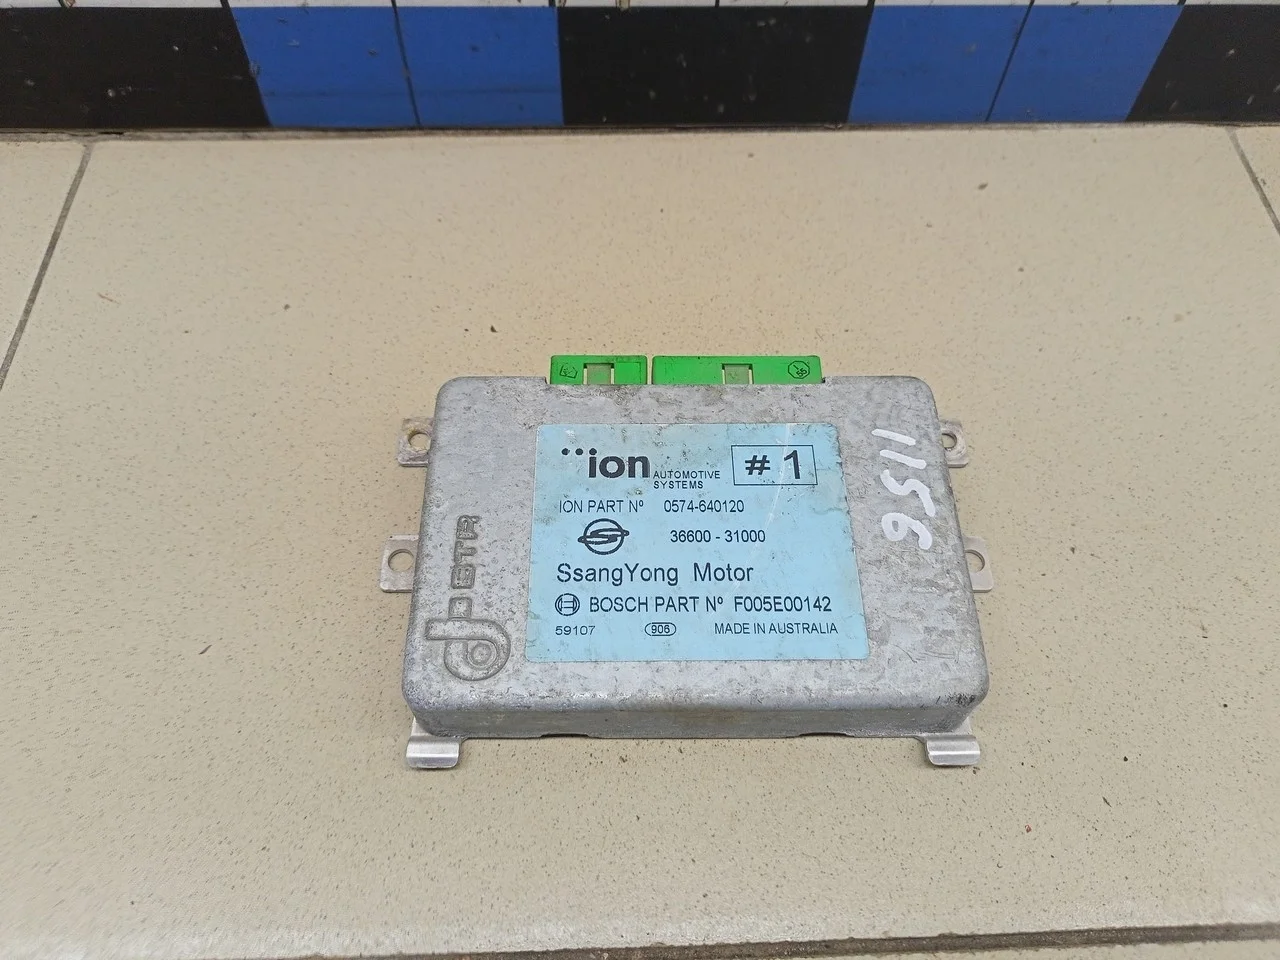 ion
AUTOMOTIVE
SYSTEMS
# 1
ION PART Nº 0574-640120
36600 - 31000
SsangYong Motor
BOSCH PART Nº F005E00142
59107 906 MADE IN AUSTRALIA
BTR